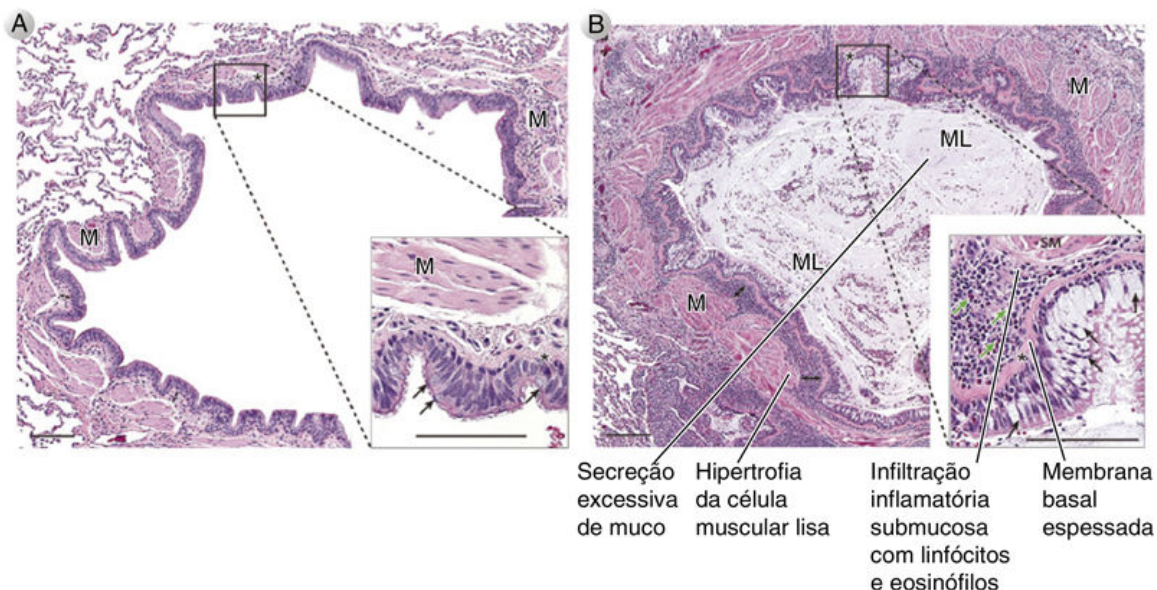 A
B
M
M
M
M
ML
ML
M
SM
Secreção
excessiva
de muco
Hipertrofia
da célula
muscular lisa
Infiltração
inflamatória
submucosa
com linfócitos
e eosinófilos
Membrana
basal
espessada